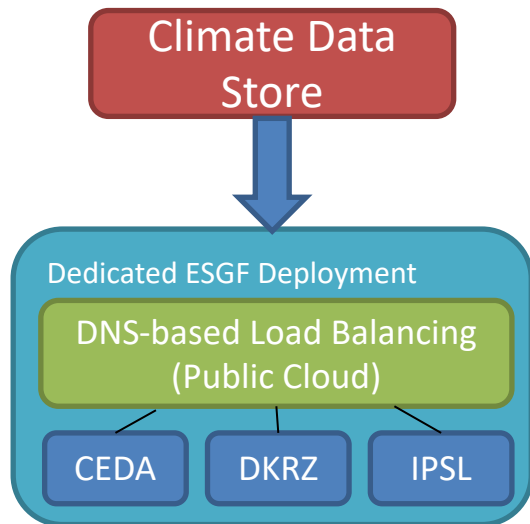 Climate Data
Store
Dedicated ESGF Deployment
DNS-based Load Balancing
(Public Cloud)
CEDA DKRZ IPSL